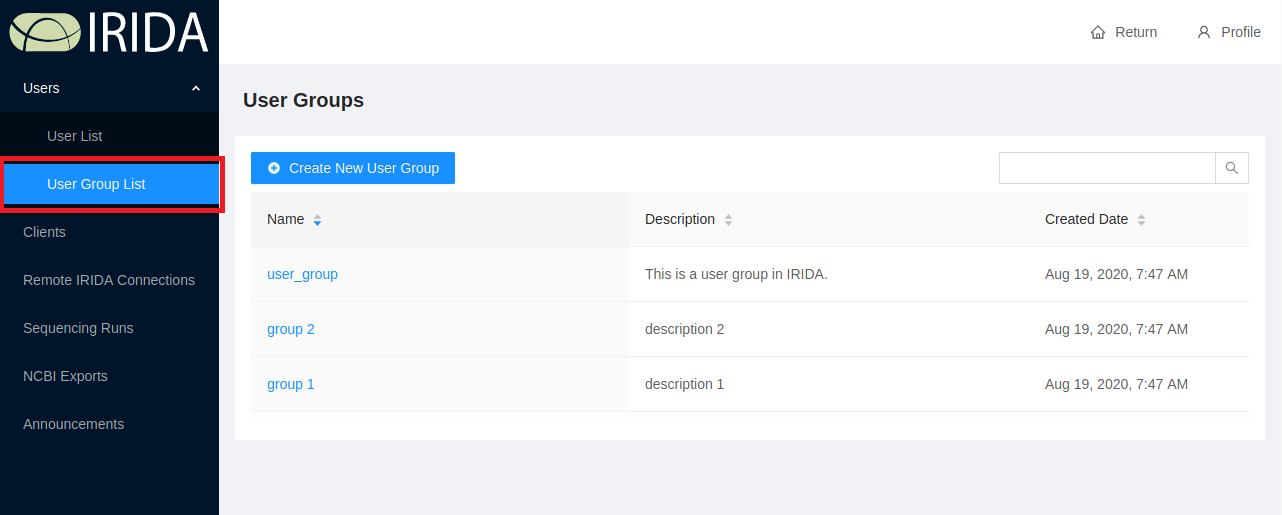 IRIDA
Return
Profile
Users
User List
User Group List
Clients
Remote IRIDA Connections
Sequencing Runs
NCBI Exports
Announcements
User Groups
Create New User Group
Name Description Created Date
user_group This is a user group in IRIDA. Aug 19, 2020, 7:47 AM
group 2 description 2 Aug 19, 2020, 7:47 AM
group 1 description 1 Aug 19, 2020, 7:47 AM